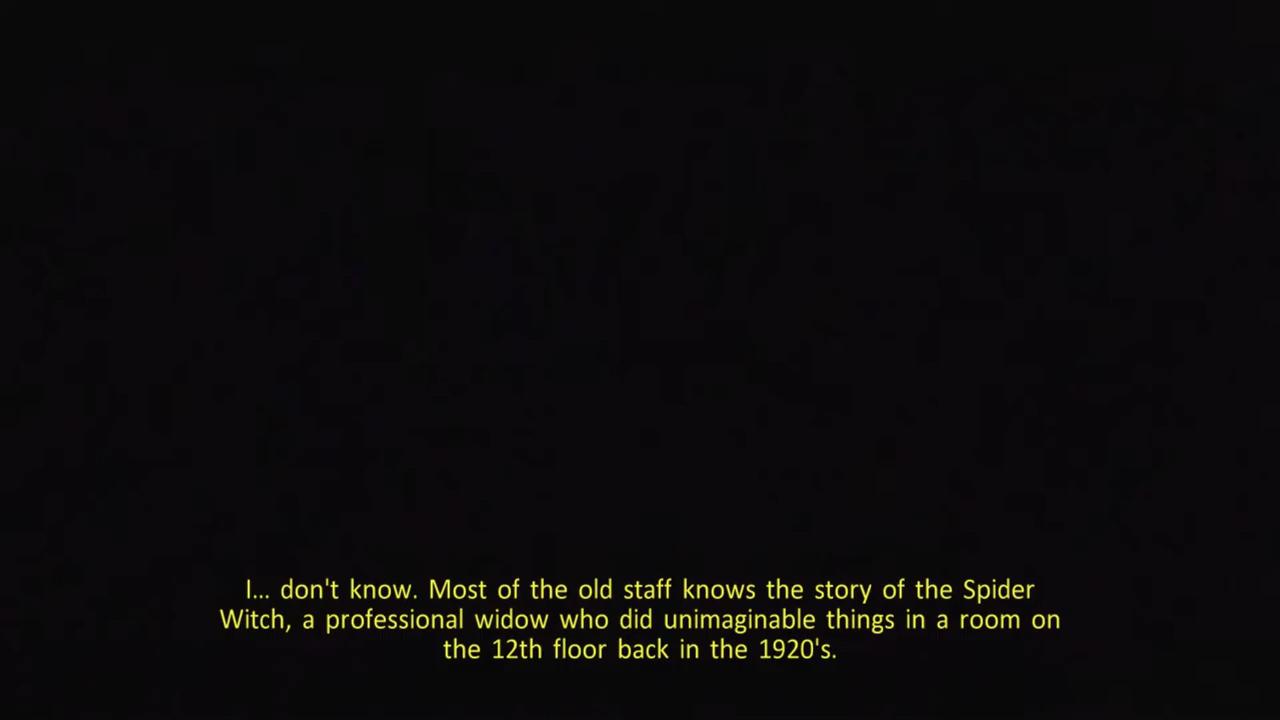 I... don't know. Most of the old staff knows the story of the Spider
Witch, a professional widow who did unimaginable things in a room on
the 12th floor back in the 1920's.